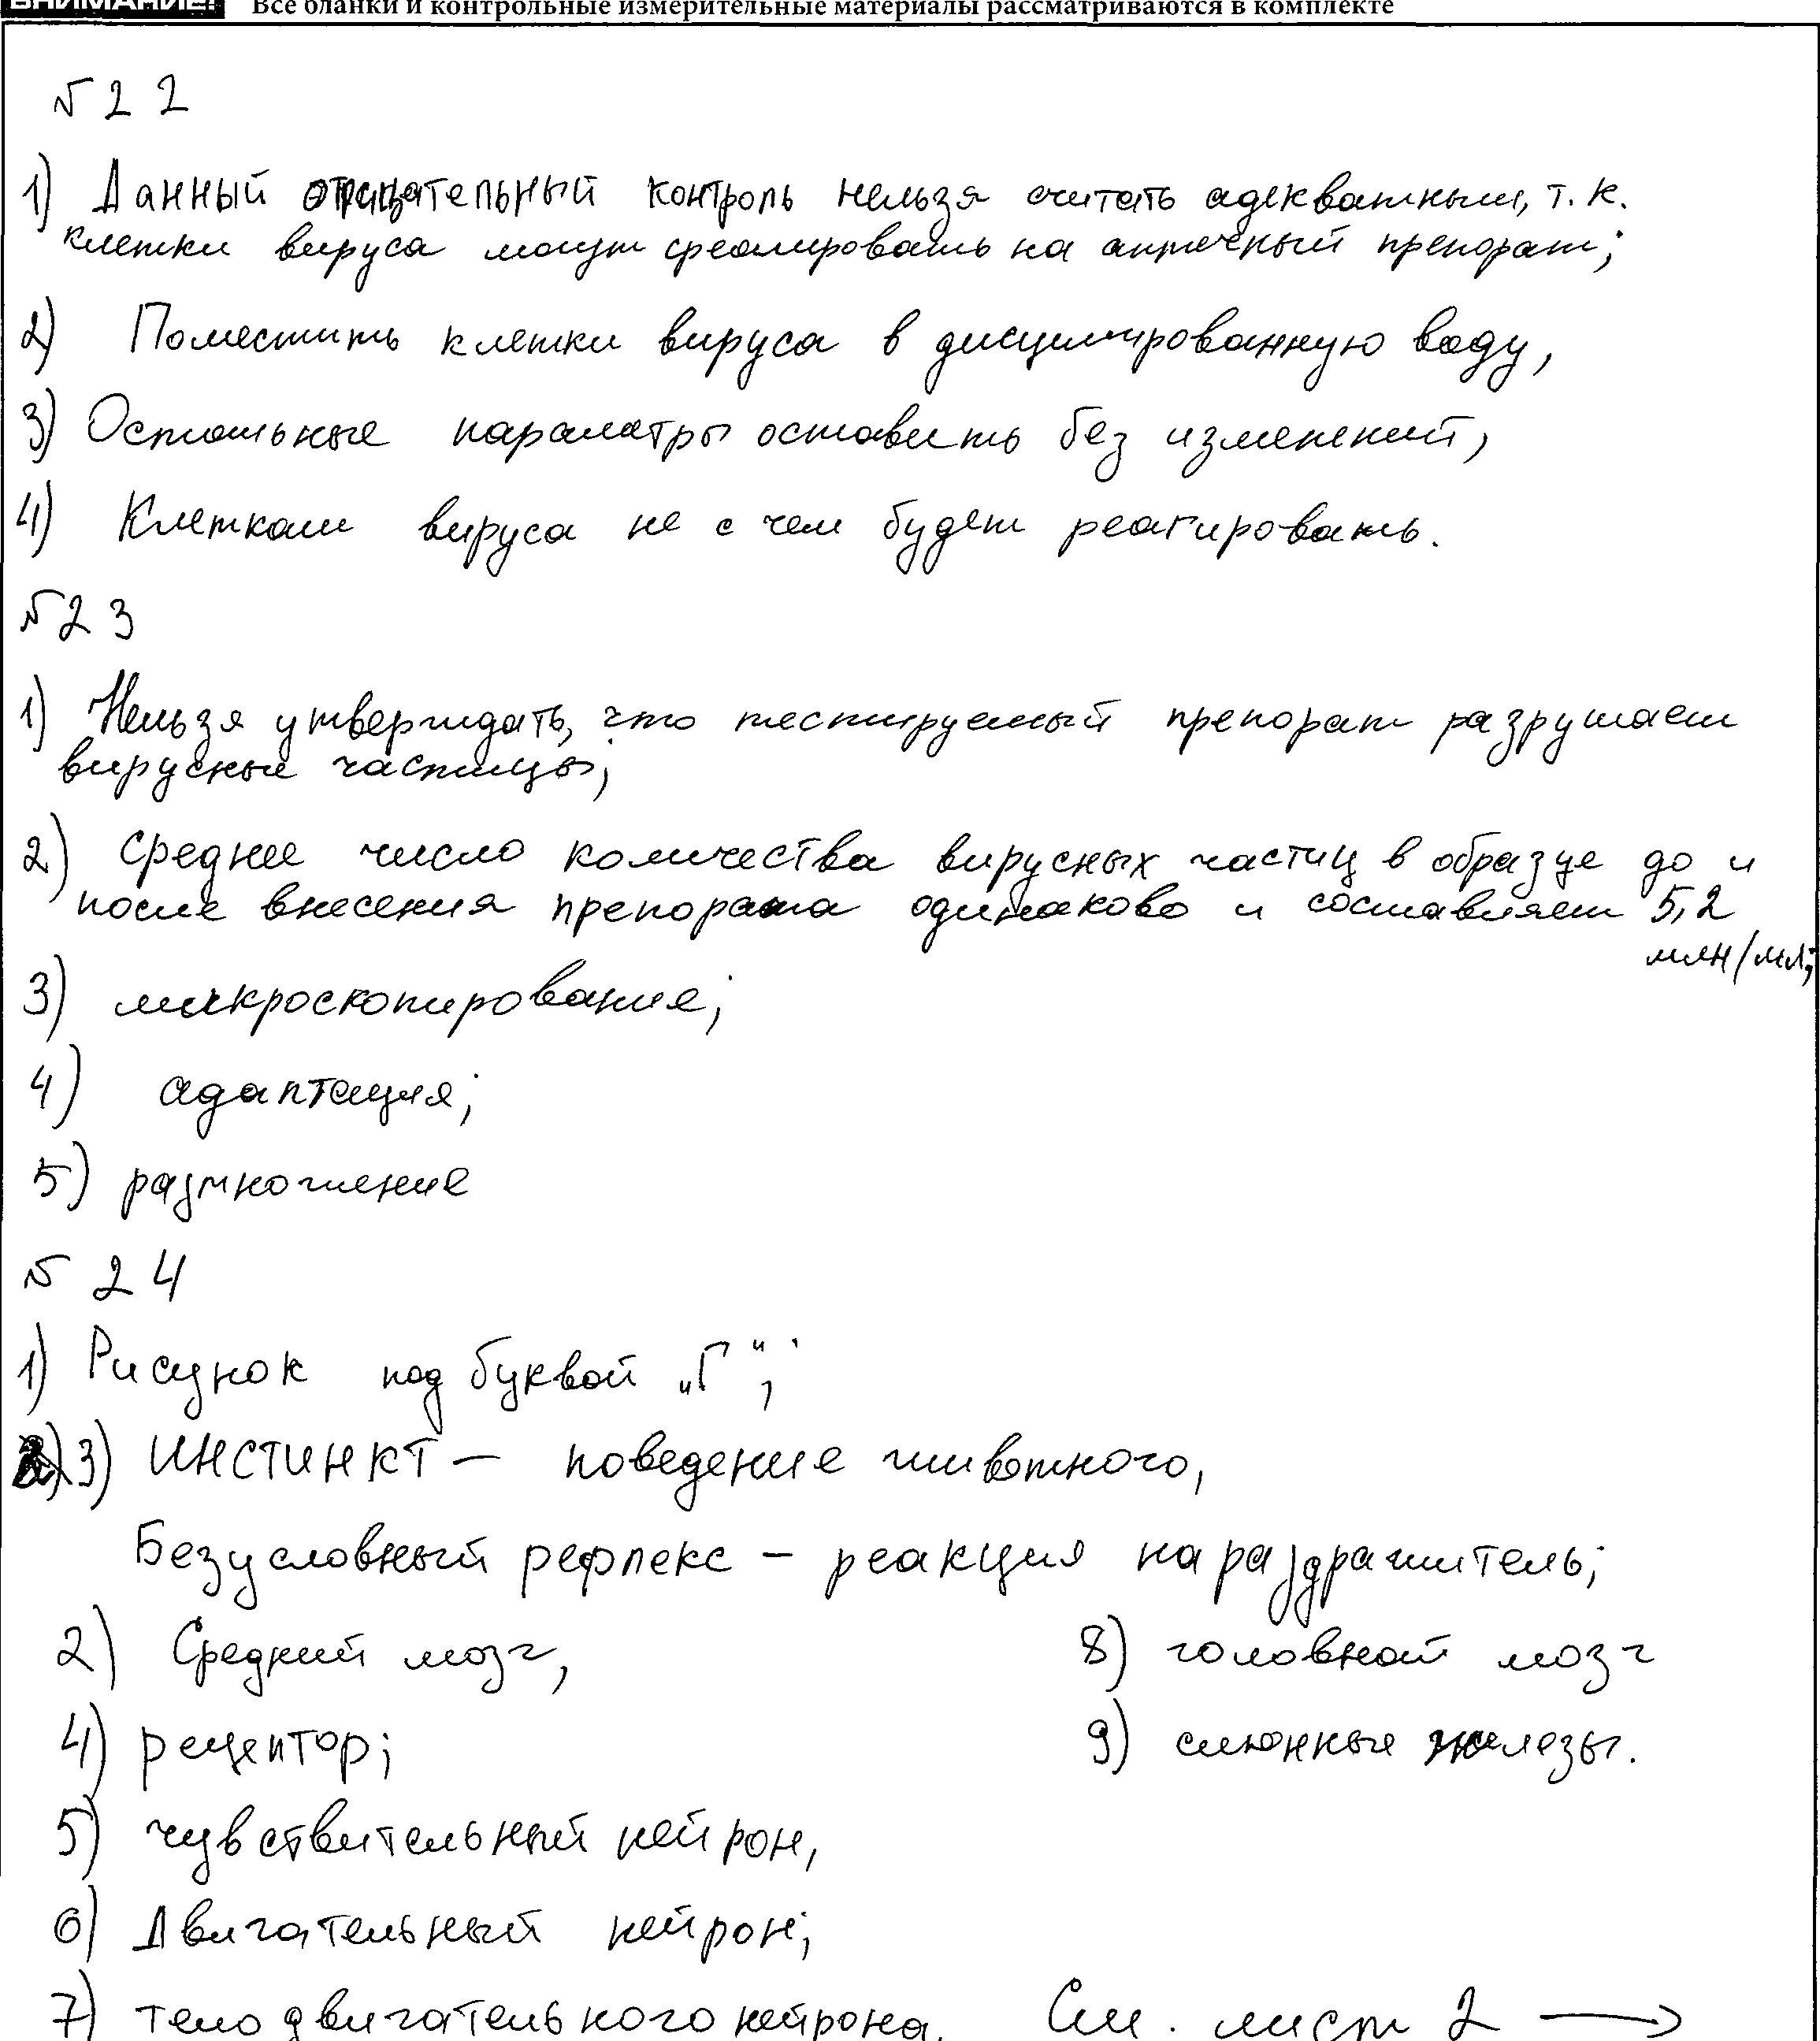 ВНИМАНИЕ! Все бланки и контрольные измерительные материалы рассматриваются в комплекте
№22
1) Данный отрицательный контроль нельзя считать адекватным, т.к.
клетки вируса могут среагировать на аптечный препорат;
2) Поместить клетки вируса в дисцилированную воду,
3) Остальные параматры оставить без изменений,
4) Клеткам вируса не с чем будет реагировать.
№23
1) Нельзя утверждать, что тестируемый препорат разрушает
вирусные частицы;
2) Среднее число количества вирусных частиц в образце до и
после внесения препората одинаково и составляет 5,2
млн/мл;
3) микроскопирование;
4) адаптация;
5) размножение
№24
1) Рисунок под буквой „Г“;
3) Инстинкт — поведение животного,
Безусловный рефлекс — реакция на раздражитель;
2) Средний мозг, 8) головной мозг
4) рецептор; 9) слюнные железы.
5) чувствительный нейрон,
6) Двигательный нейрон;
7) тело двигательного нейрона. См. лист 2 →